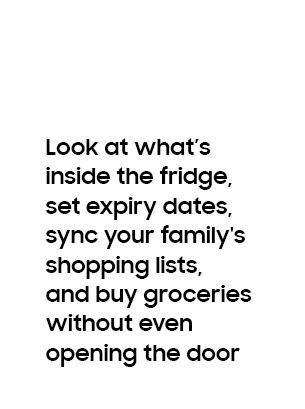 Look at what’s
inside the fridge,
set expiry dates,
sync your family's
shopping lists,
and buy groceries
without even
opening the door